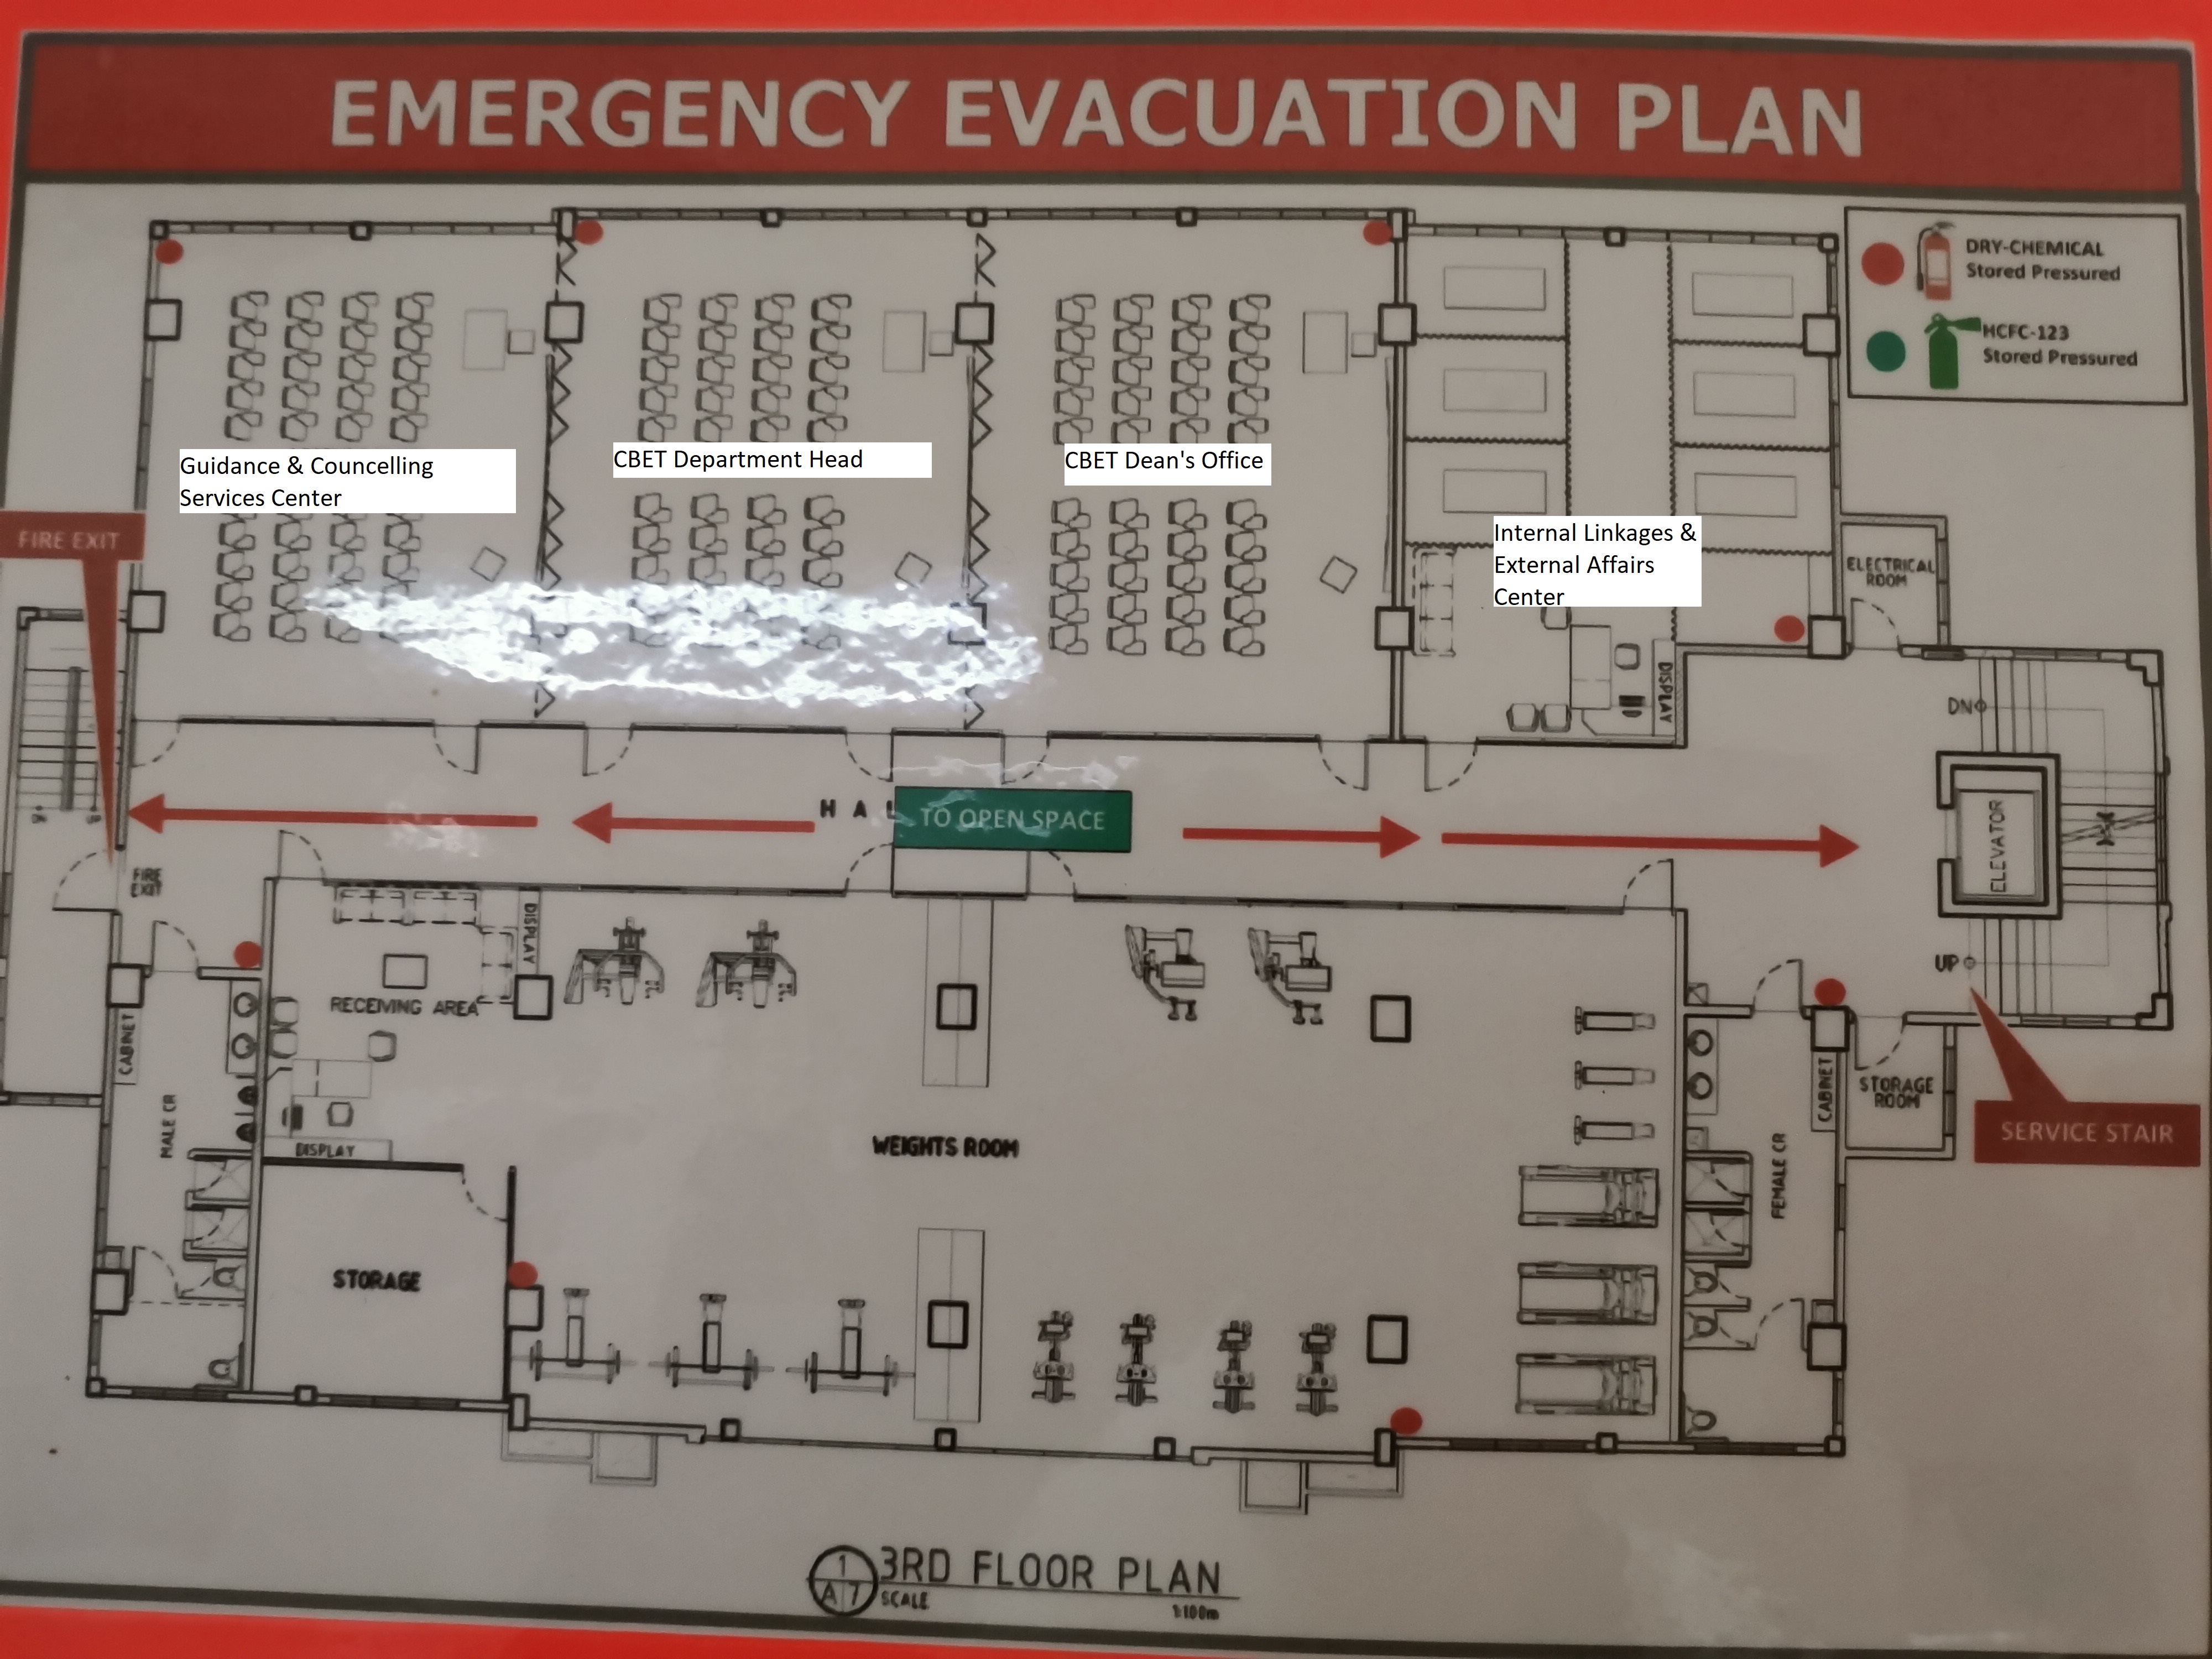 EMERGENCY EVACUATION PLAN
DRY-CHEMICAL
Stored Pressured
HCFC-123
Stored Pressured
Guidance & Councelling
Services Center
CBET Department Head
CBET Dean's Office
Internal Linkages &
External Affairs
Center
FIRE EXIT
ELECTRICAL
ROOM
DISPLAY
DN
DN
UP
H A L
TO OPEN SPACE
ELEVATOR
FIRE
EXIT
DISPLAY
RECEIVING AREA
UP
CABINET
MALE CR
DISPLAY
WEIGHTS ROOM
CABINET
STORAGE
ROOM
FEMALE CR
SERVICE STAIR
STORAGE
1
A 7
3RD FLOOR PLAN
SCALE
1:100m